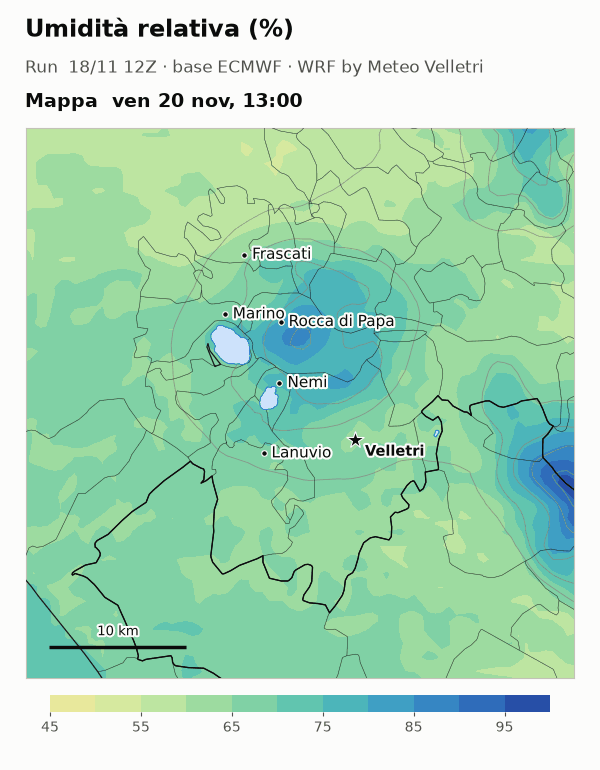 Umidità relativa (%)
Run  18/11 12Z · base ECMWF · WRF by Meteo Velletri
Mappa  ven 20 nov, 13:00
Frascati
Marino
Rocca di Papa
Nemi
Velletri
Lanuvio
10 km
45 55 65 75 85 95